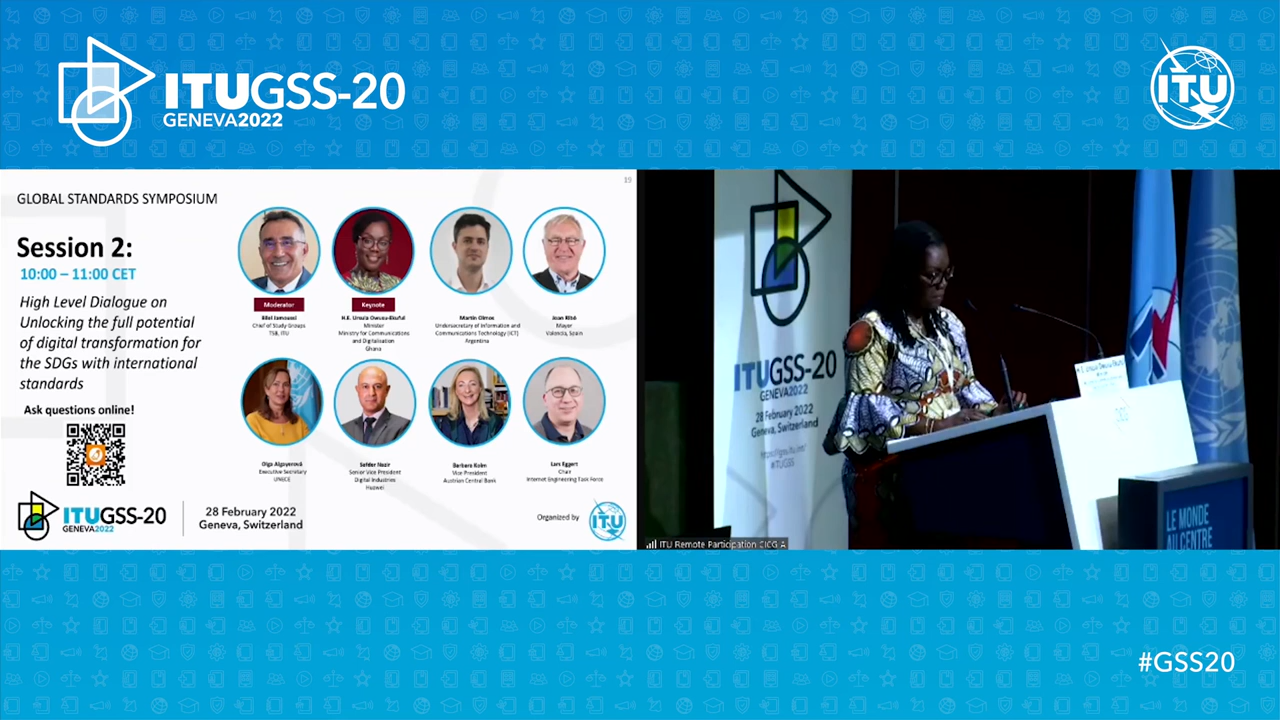 ITUGSS-20
GENEVA2022
ITU
19
GLOBAL STANDARDS SYMPOSIUM
Session 2:
10:00 – 11:00 CET
High Level Dialogue on
Unlocking the full potential
of digital transformation for
the SDGs with international
standards
Ask questions online!
Moderator
Bilel Jamoussi
Chief of Study Groups
TSB, ITU
Keynote
H.E. Ursula Owusu-Ekuful
Minister
Ministry for Communications
and Digitalisation
Ghana
Martin Olmos
Undersecretary of Information and
Communications Technology (ICT)
Argentina
Joan Ribó
Mayor
Valencia, Spain
Olga Algayerová
Executive Secretary
UNECE
Safder Nazir
Senior Vice President
Digital Industries
Huawei
Barbara Kolm
Vice President
Austrian Central Bank
Lars Eggert
Chair
Internet Engineering Task Force
ITUGSS-20
GENEVA2022
28 February 2022
Geneva, Switzerland
Organized by
ITU
ITUGSS-20
GENEVA2022
28 February 2022
Geneva, Switzerland
#ITUGSS
H.E. Ursula Owusu-Ekuful
CICG
LE MONDE
AU CENTRE
ITU Remote Participation CICG A
#GSS20